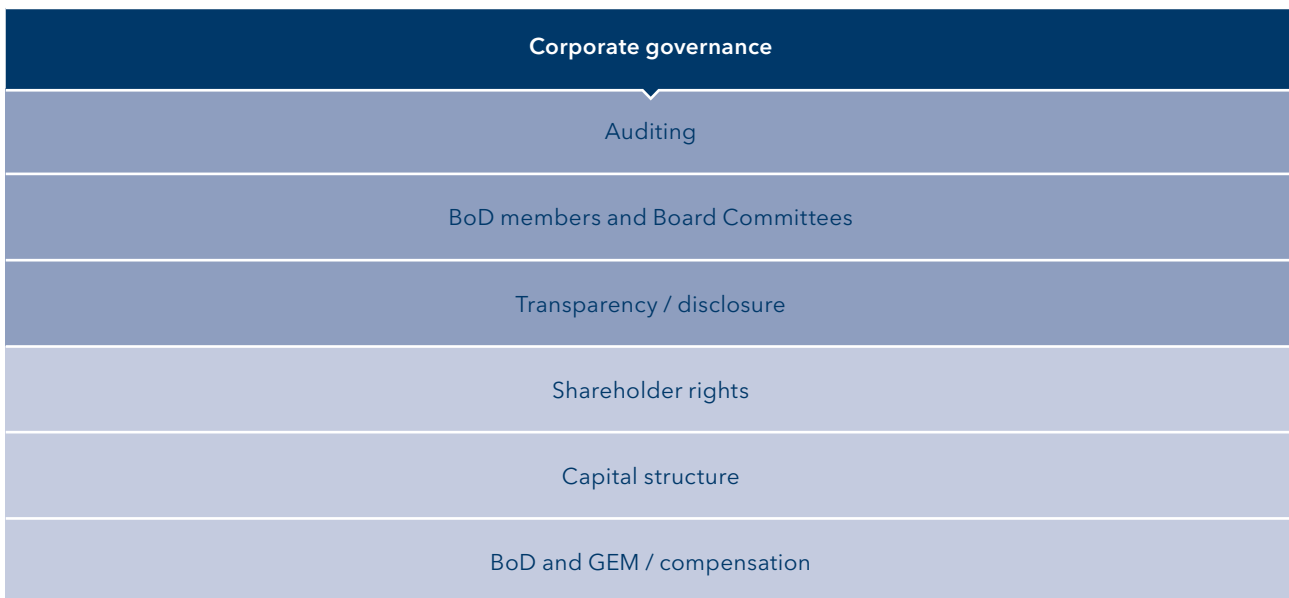 Corporate governance
Auditing
BoD members and Board Committees
Transparency / disclosure
Shareholder rights
Capital structure
BoD and GEM / compensation